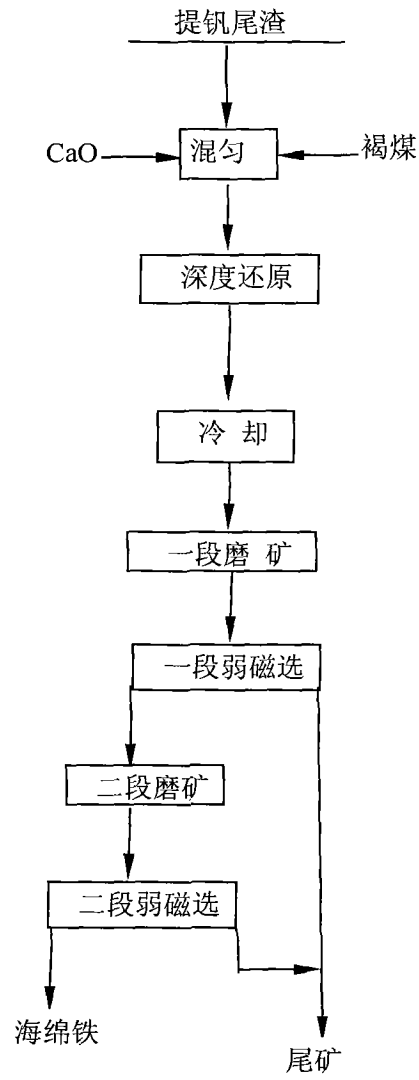 提钒尾渣
CaO
混匀
褐煤
深度还原
冷 却
一段磨 矿
一段弱磁选
二段磨矿
二段弱磁选
海绵铁
尾矿